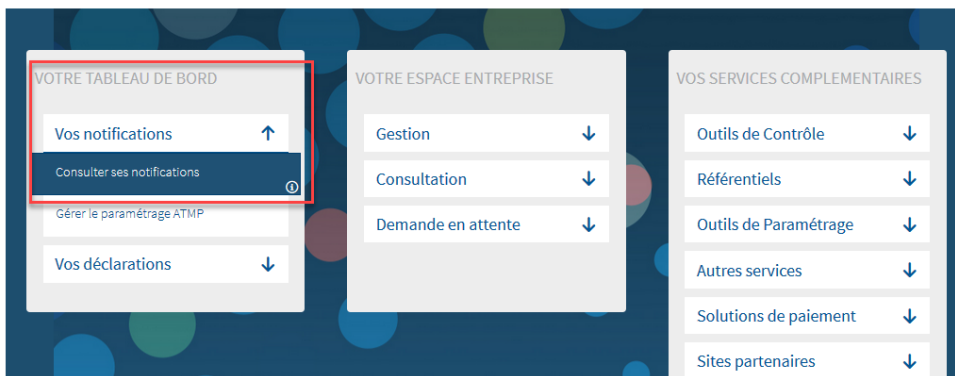 VOTRE TABLEAU DE BORD
Vos notifications
Consulter ses notifications
Gérer le paramétrage ATMP
Vos déclarations
VOTRE ESPACE ENTREPRISE
Gestion
Consultation
Demande en attente
VOS SERVICES COMPLEMENTAIRES
Outils de Contrôle
Référentiels
Outils de Paramétrage
Autres services
Solutions de paiement
Sites partenaires